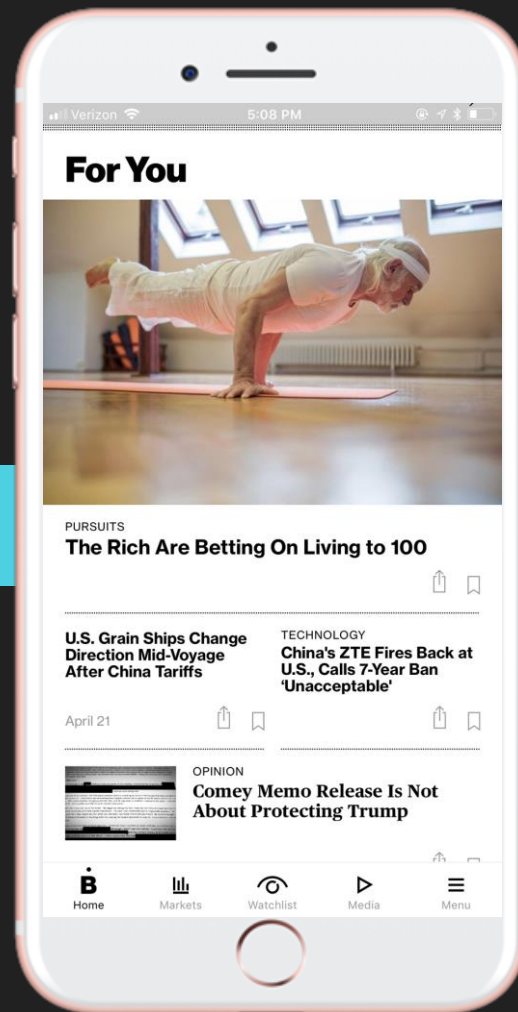 Verizon
5:08 PM
For You
PURSUITS
The Rich Are Betting On Living to 100
U.S. Grain Ships Change
Direction Mid-Voyage
After China Tariffs
April 21
TECHNOLOGY
China's ZTE Fires Back at
U.S., Calls 7-Year Ban
‘Unacceptable'
OPINION
Comey Memo Release Is Not
About Protecting Trump
B
Home
Markets
Watchlist
Media
Menu